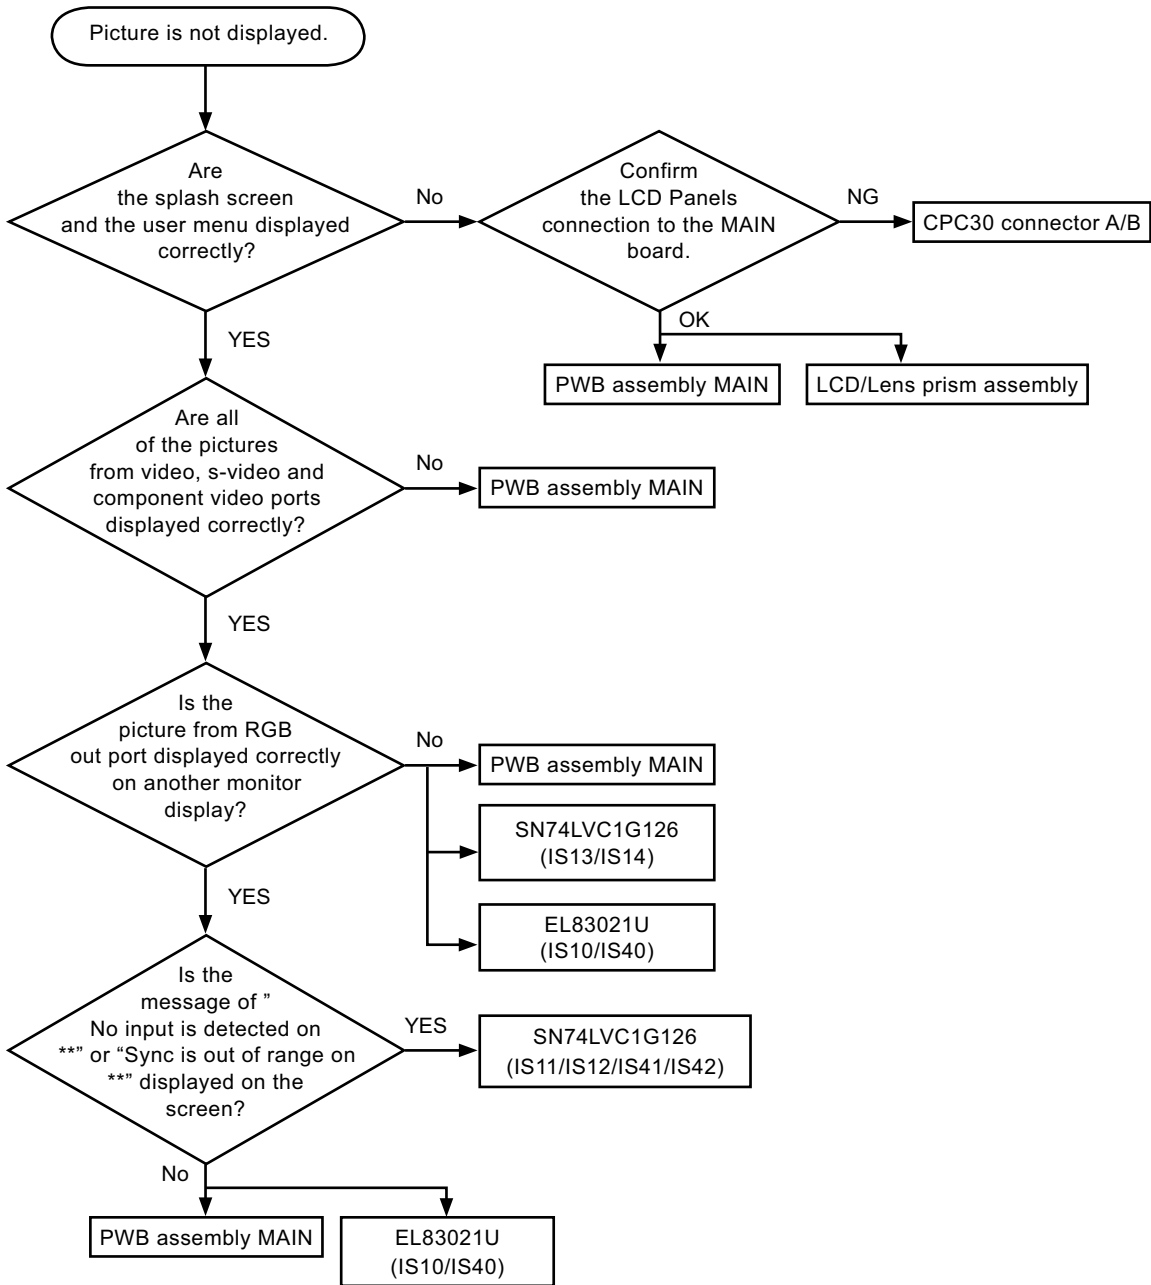 Picture is not displayed.
Are
the splash screen
and the user menu displayed
correctly?
No
Confirm
the LCD Panels
connection to the MAIN
board.
NG
CPC30 connector A/B
OK
PWB assembly MAIN
LCD/Lens prism assembly
YES
Are all
of the pictures
from video, s-video and
component video ports
displayed correctly?
No
PWB assembly MAIN
YES
Is the
picture from RGB
out port displayed correctly
on another monitor
display?
No
PWB assembly MAIN
SN74LVC1G126
(IS13/IS14)
EL83021U
(IS10/IS40)
YES
Is the
message of ”
No input is detected on
**” or “Sync is out of range on
**” displayed on the
screen?
YES
SN74LVC1G126
(IS11/IS12/IS41/IS42)
No
PWB assembly MAIN
EL83021U
(IS10/IS40)